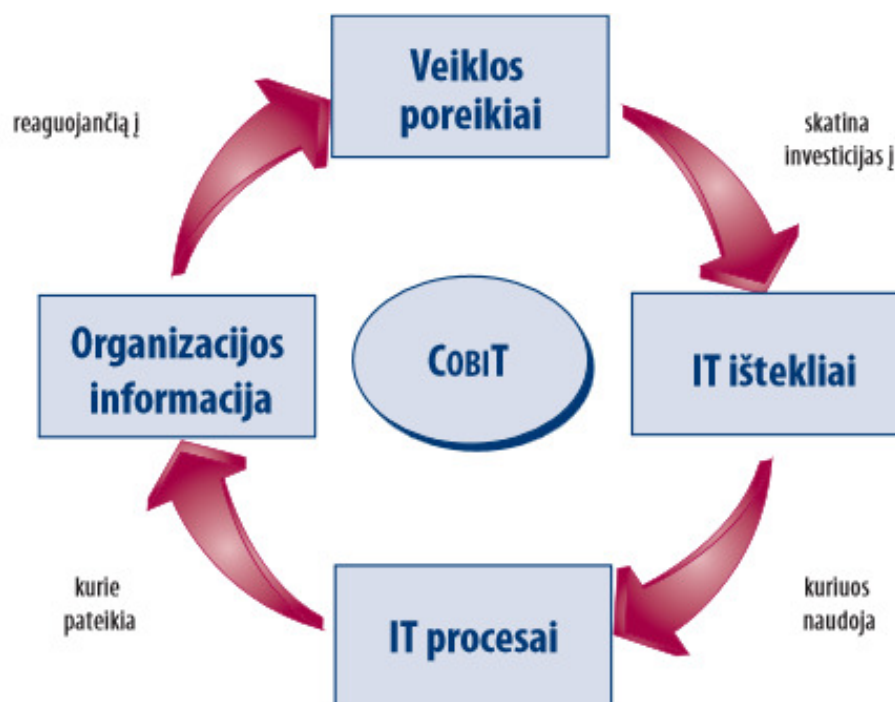 Veiklos
poreikiai
reaguojančią į
skatina
investicijas į
Organizacijos
informacija
COBIT
IT ištekliai
kurie
pateikia
IT procesai
kuriuos
naudoja